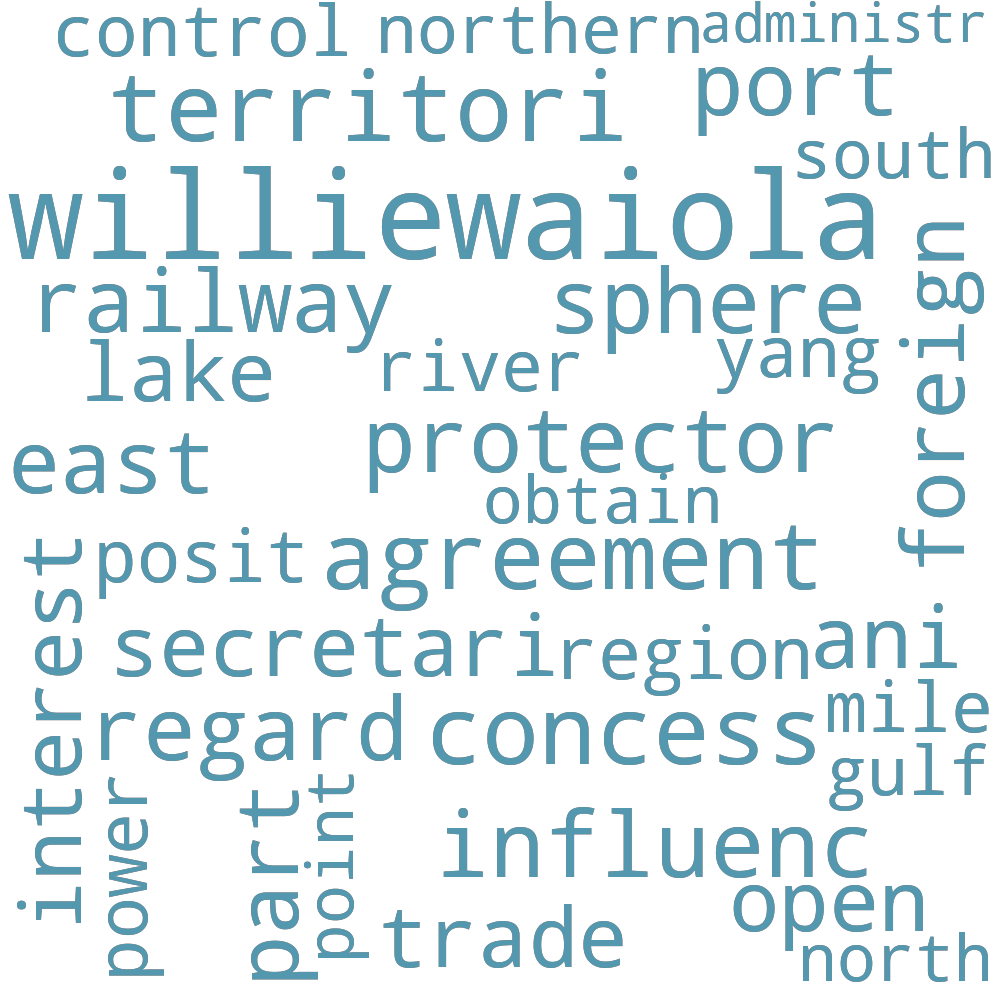 control northern administr
territori port
south
williewaiola
foreign
railway sphere
lake river yang
protector
east
obtain
interest posit agreement
secretari region ani
regard concess mile
gulf
power part point influenc
open
trade north